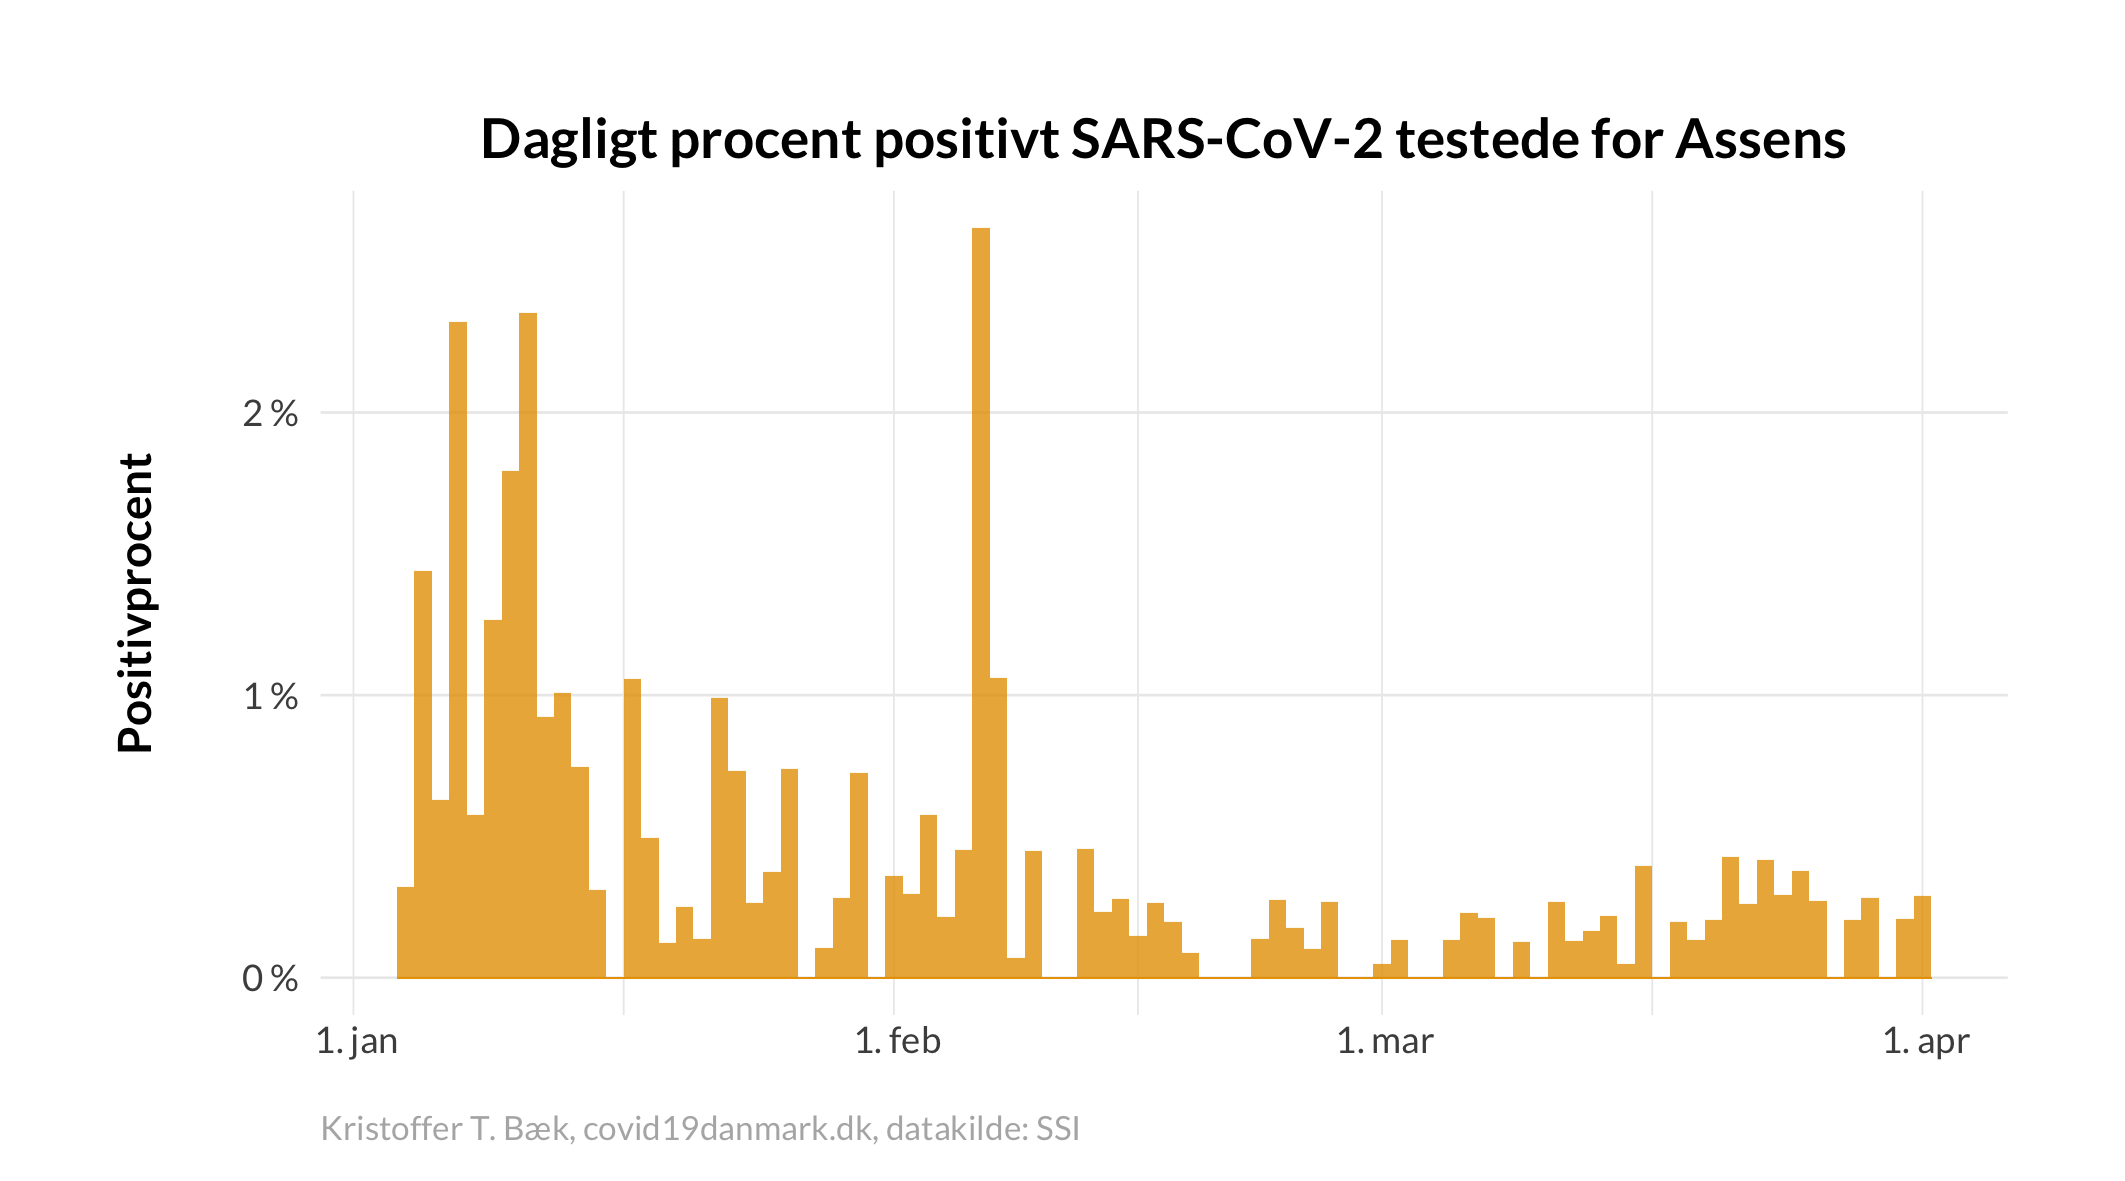 Dagligt procent positivt SARS-CoV-2 testede for Assens
Positivprocent
2 %
1 %
0 %
1. jan
1. feb
1. mar
1. apr
Kristoffer T. Bæk, covid19danmark.dk, datakilde: SSI